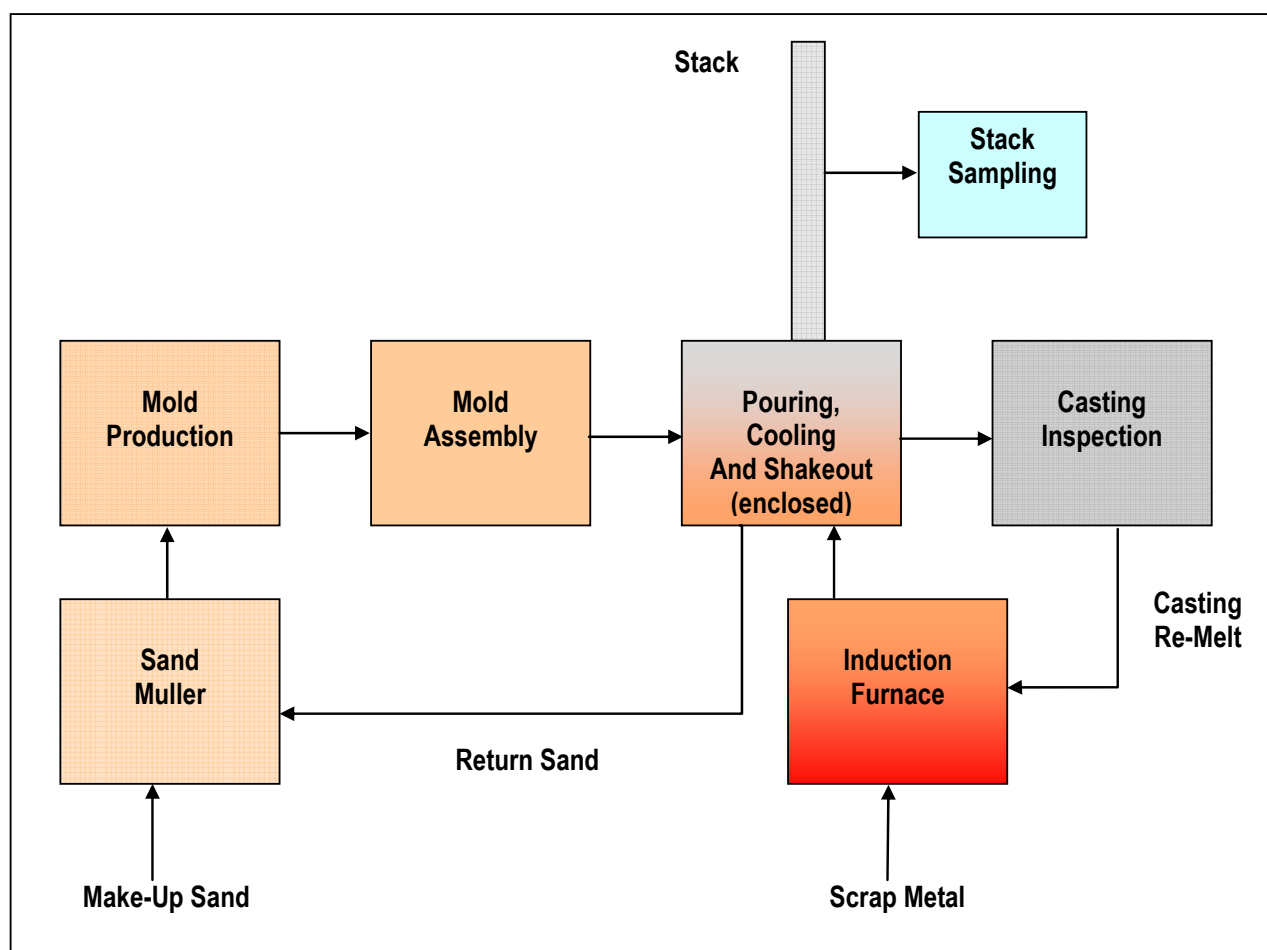 Stack
Stack
Sampling
Mold
Production
Mold
Assembly
Pouring,
Cooling
And Shakeout
(enclosed)
Casting
Inspection
Sand
Muller
Induction
Furnace
Casting
Re-Melt
Return Sand
Make-Up Sand
Scrap Metal